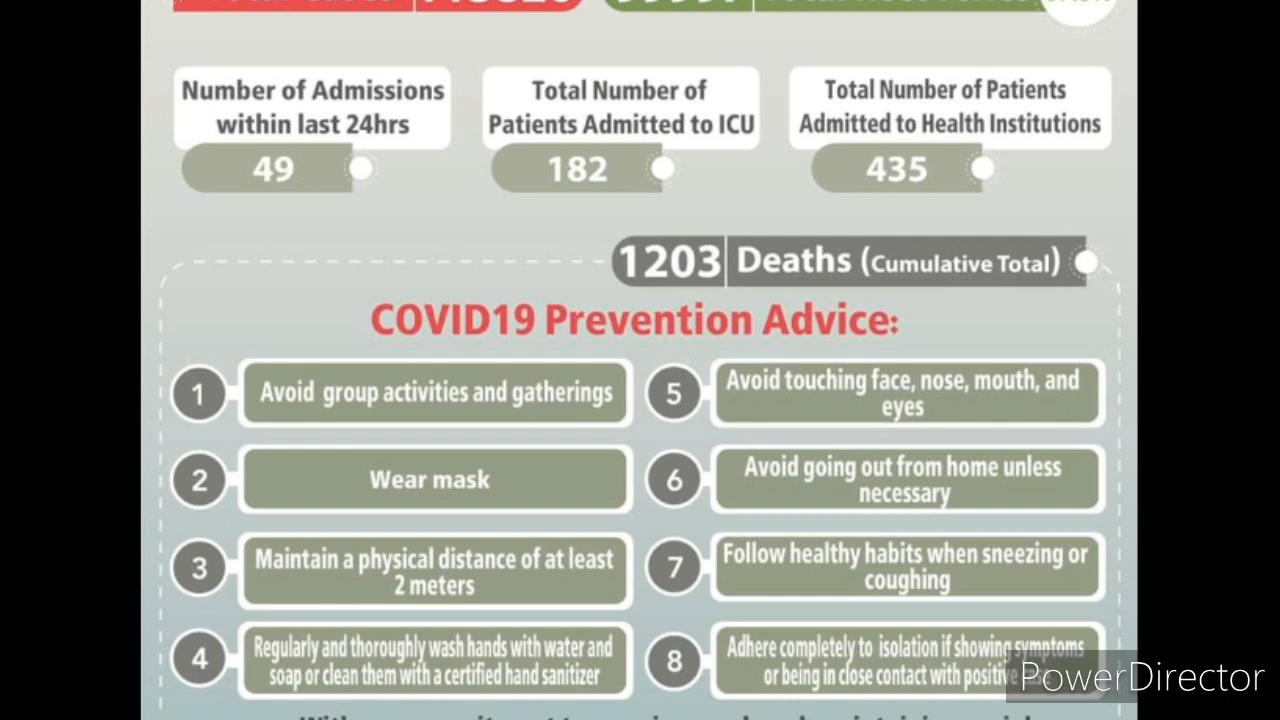 Number of Admissions
within last 24hrs
49
Total Number of
Patients Admitted to ICU
182
Total Number of Patients
Admitted to Health Institutions
435
1203 Deaths (Cumulative Total)
COVID19 Prevention Advice:
1 Avoid group activities and gatherings
2 Wear mask
3 Maintain a physical distance of at least
2 meters
4 Regularly and thoroughly wash hands with water and
soap or clean them with a certified hand sanitizer
5 Avoid touching face, nose, mouth, and
eyes
6 Avoid going out from home unless
necessary
7 Follow healthy habits when sneezing or
coughing
8 Adhere completely to isolation if showing symptoms
or being in close contact with positive
PowerDirector